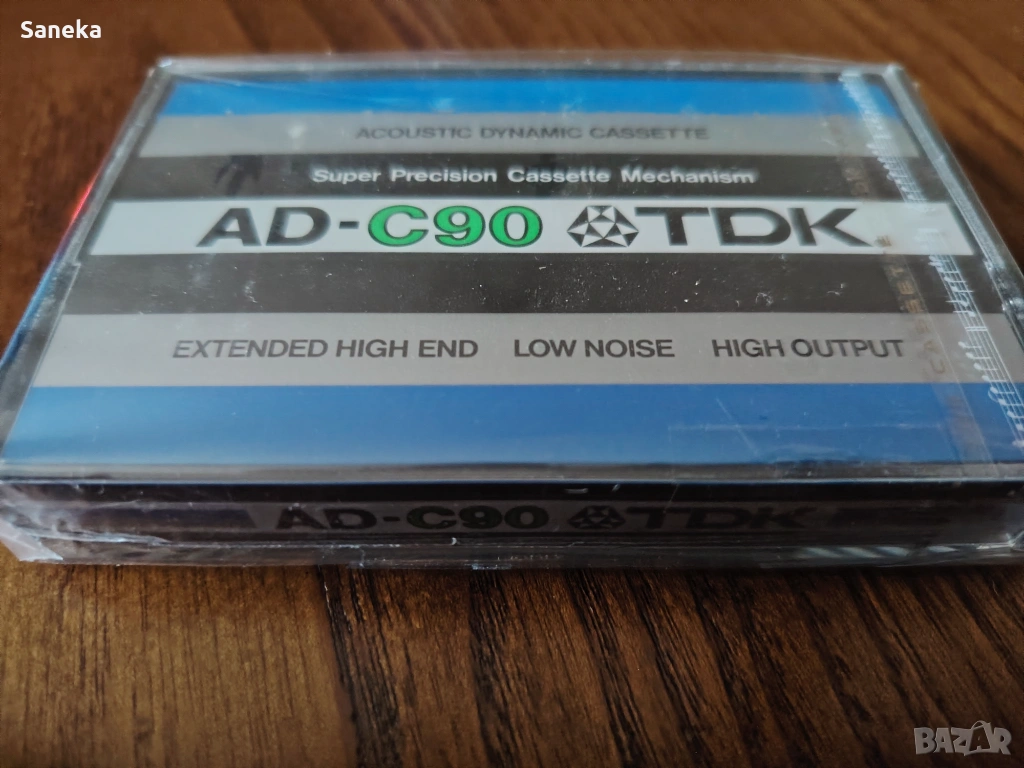 Saneka
ACOUSTIC DYNAMIC CASSETTE
Super Precision Cassette Mechanism
AD-C90 TDK
EXTENDED HIGH END LOW NOISE HIGH OUTPUT
AD-C90 TDK
BAZAR